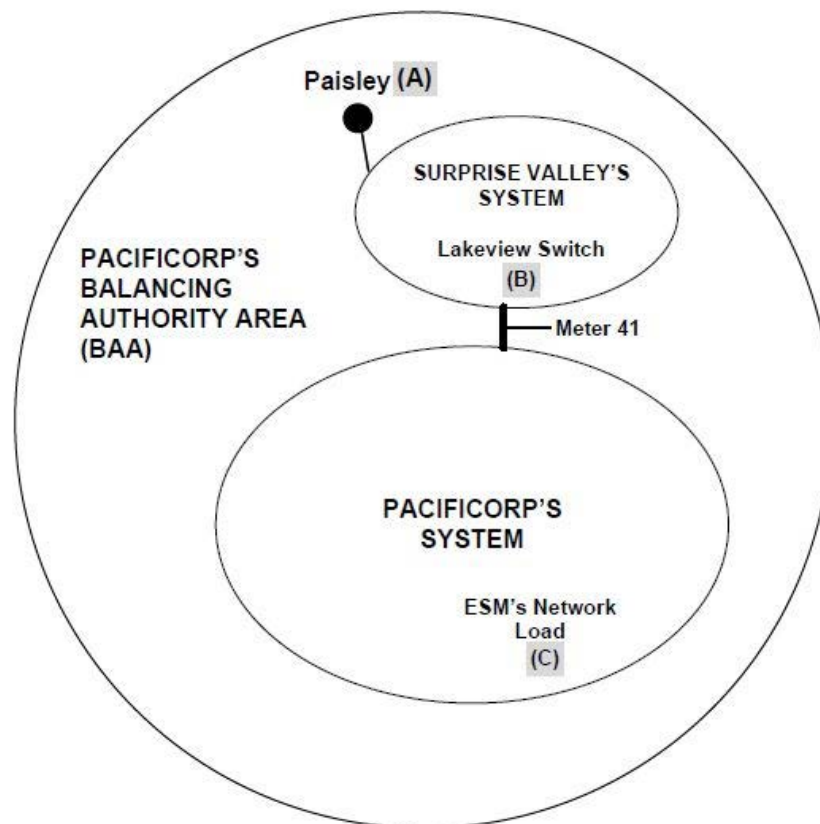 Paisley (A)
SURPRISE VALLEY'S
SYSTEM
Lakeview Switch
(B)
PACIFICORP'S
BALANCING
AUTHORITY AREA
(BAA)
Meter 41
PACIFICORP'S
SYSTEM
ESM's Network
Load
(C)